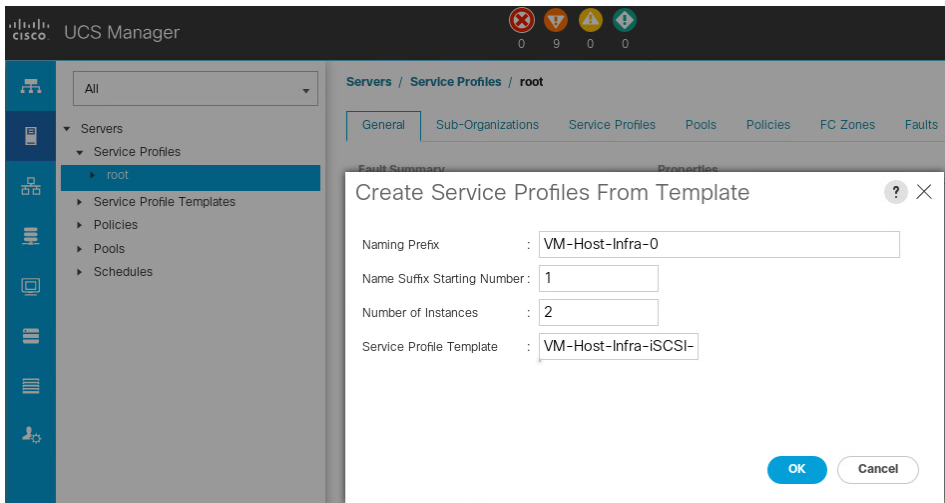 CISCO UCS Manager
0 9 0 0
All
Servers
Service Profiles
root
Service Profile Templates
Policies
Pools
Schedules
Servers / Service Profiles / root
General Sub-Organizations Service Profiles Pools Policies FC Zones Faults
Fault Summary Properties
Create Service Profiles From Template ?
Naming Prefix : VM-Host-Infra-0
Name Suffix Starting Number : 1
Number of Instances : 2
Service Profile Template : VM-Host-Infra-iSCSI-
OK Cancel